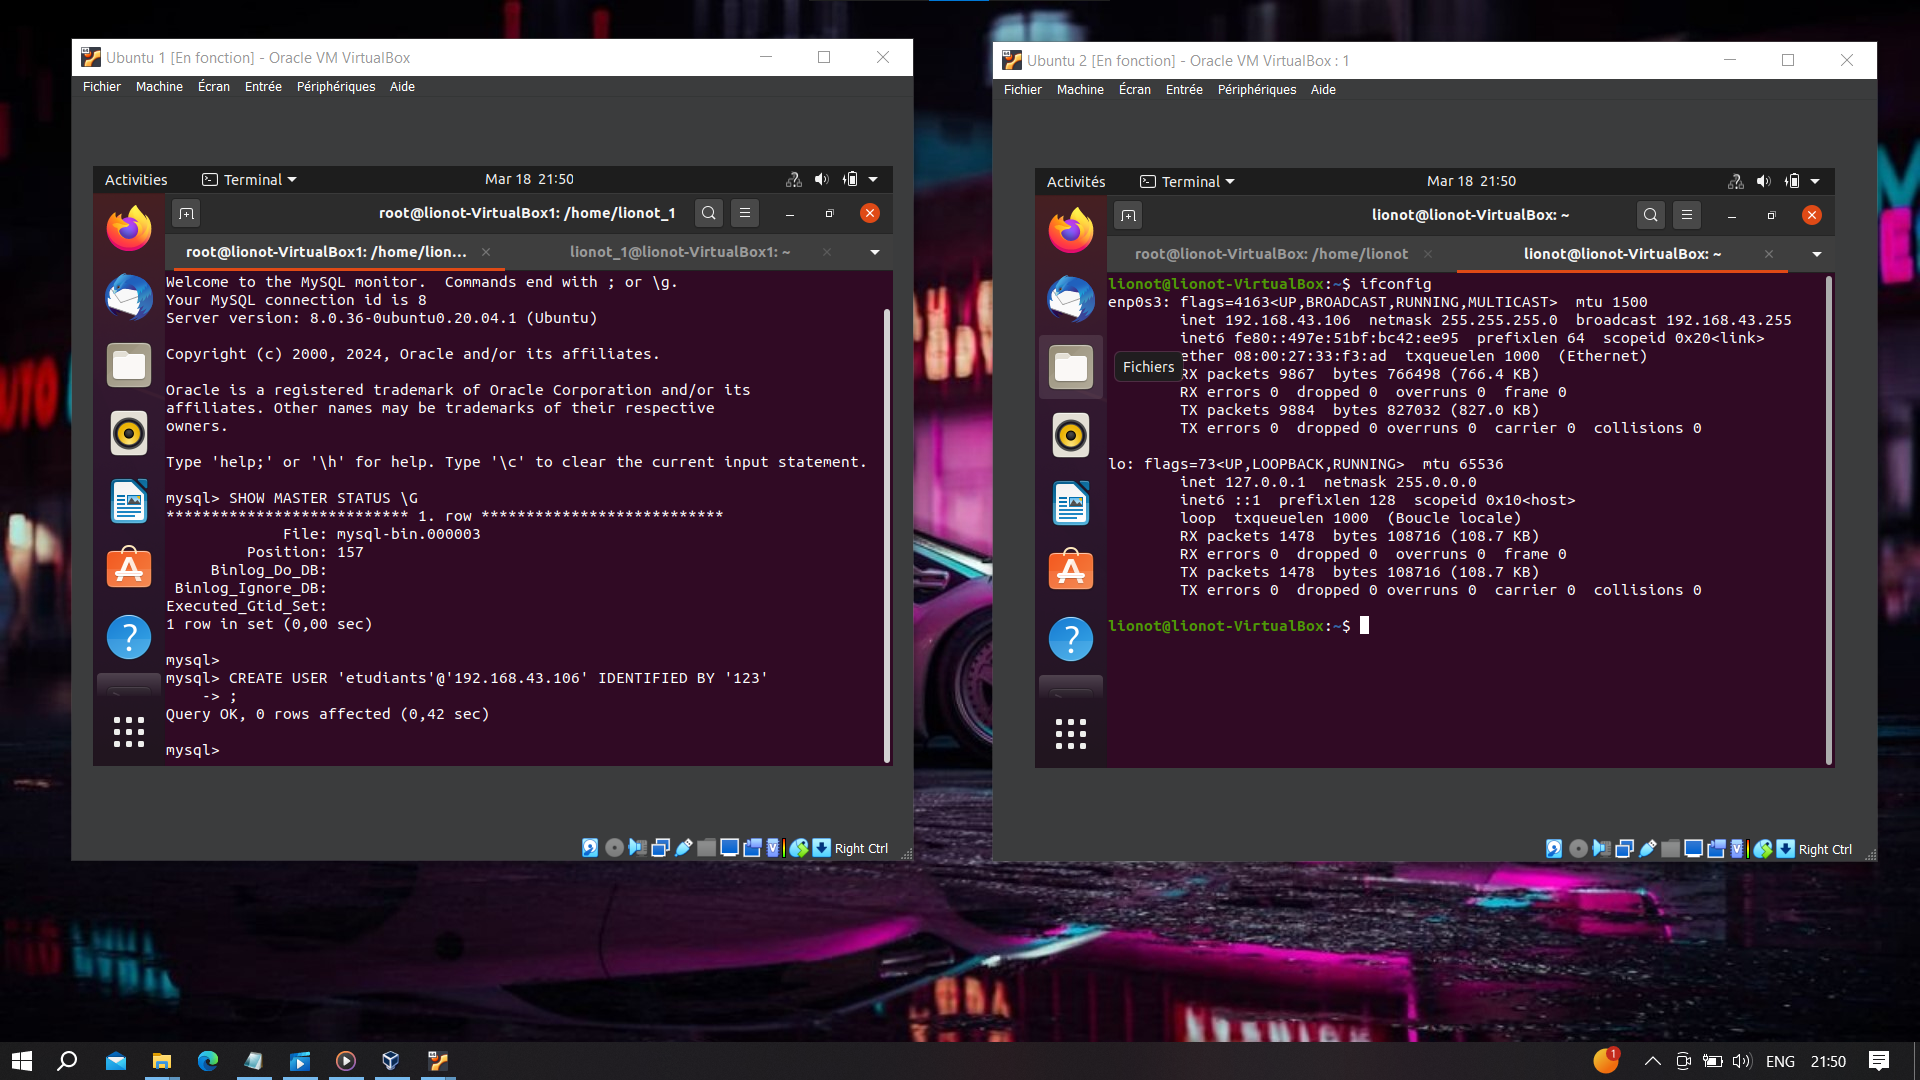 Ubuntu 1 [En fonction] - Oracle VM VirtualBox
Fichier Machine Écran Entrée Périphériques Aide
Activities Terminal Mar 18 21:50
root@lionot-VirtualBox1: /home/lionot_1
root@lionot-VirtualBox1: /home/lion... lionot_1@lionot-VirtualBox1: ~
Welcome to the MySQL monitor.  Commands end with ; or \g.
Your MySQL connection id is 8
Server version: 8.0.36-0ubuntu0.20.04.1 (Ubuntu)
Copyright (c) 2000, 2024, Oracle and/or its affiliates.
Oracle is a registered trademark of Oracle Corporation and/or its
affiliates. Other names may be trademarks of their respective
owners.
Type 'help;' or '\h' for help. Type '\c' to clear the current input statement.
mysql> SHOW MASTER STATUS \G
*************************** 1. row ***************************
File: mysql-bin.000003
Position: 157
Binlog_Do_DB:
Binlog_Ignore_DB:
Executed_Gtid_Set:
1 row in set (0,00 sec)
mysql>
mysql> CREATE USER 'etudiants'@'192.168.43.106' IDENTIFIED BY '123'
-> ;
Query OK, 0 rows affected (0,42 sec)
mysql>
Right Ctrl
Ubuntu 2 [En fonction] - Oracle VM VirtualBox : 1
Fichier Machine Écran Entrée Périphériques Aide
Activités Terminal Mar 18 21:50
lionot@lionot-VirtualBox: ~
root@lionot-VirtualBox: /home/lionot lionot@lionot-VirtualBox: ~
lionot@lionot-VirtualBox:~$ ifconfig
enp0s3: flags=4163<UP,BROADCAST,RUNNING,MULTICAST>  mtu 1500
inet 192.168.43.106  netmask 255.255.255.0  broadcast 192.168.43.255
inet6 fe80::497e:51bf:bc42:ee95  prefixlen 64  scopeid 0x20<link>
ether 08:00:27:33:f3:ad  txqueuelen 1000  (Ethernet)
Fichiers
RX packets 9867  bytes 766498 (766.4 KB)
RX errors 0  dropped 0  overruns 0  frame 0
TX packets 9884  bytes 827032 (827.0 KB)
TX errors 0  dropped 0 overruns 0  carrier 0  collisions 0
lo: flags=73<UP,LOOPBACK,RUNNING>  mtu 65536
inet 127.0.0.1  netmask 255.0.0.0
inet6 ::1  prefixlen 128  scopeid 0x10<host>
loop  txqueuelen 1000  (Boucle locale)
RX packets 1478  bytes 108716 (108.7 KB)
RX errors 0  dropped 0  overruns 0  frame 0
TX packets 1478  bytes 108716 (108.7 KB)
TX errors 0  dropped 0 overruns 0  carrier 0  collisions 0
lionot@lionot-VirtualBox:~$
Right Ctrl
1 ENG 21:50